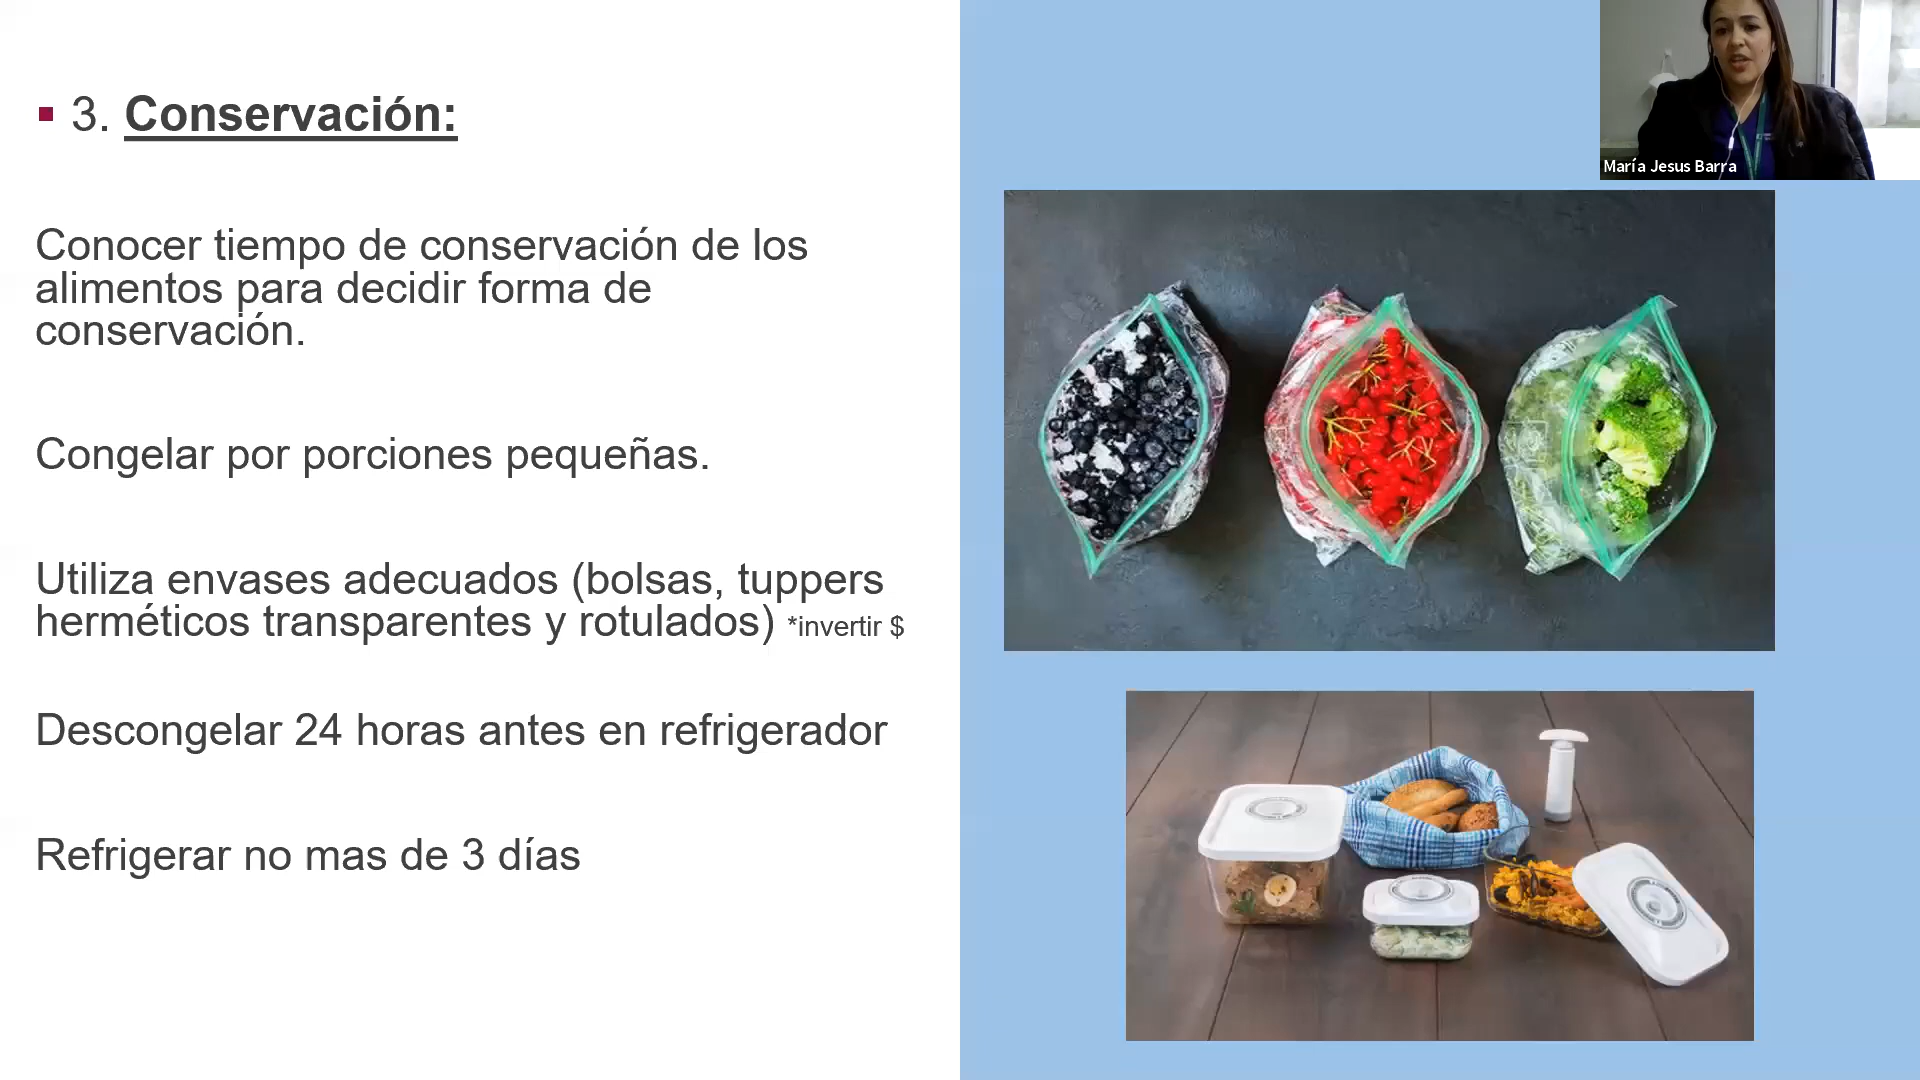 3. Conservación:
Conocer tiempo de conservación de los
alimentos para decidir forma de
conservación.
Congelar por porciones pequeñas.
Utiliza envases adecuados (bolsas, tuppers
herméticos transparentes y rotulados) *invertir $
Descongelar 24 horas antes en refrigerador
Refrigerar no mas de 3 días
María Jesus Barra